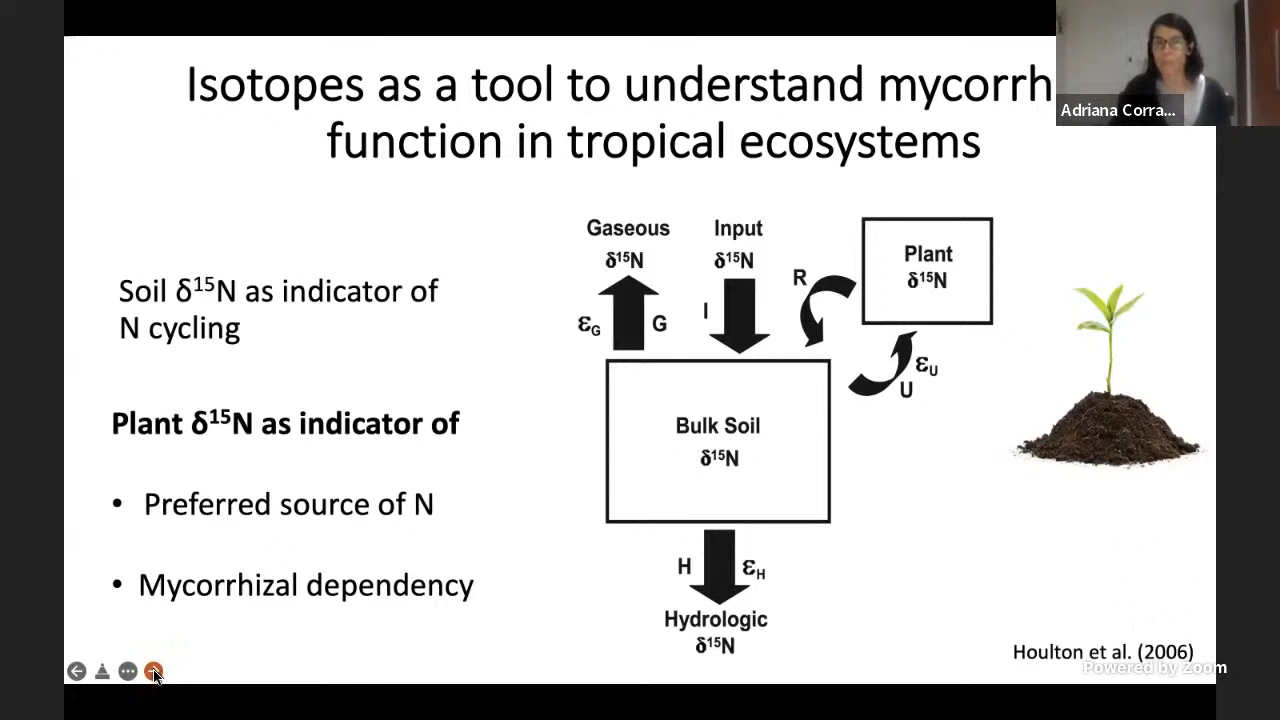 Isotopes as a tool to understand mycorrh
function in tropical ecosystems
Adriana Corra...
Soil δ¹⁵N as indicator of
N cycling
Plant δ¹⁵N as indicator of
• Preferred source of N
• Mycorrhizal dependency
Gaseous
δ¹⁵N
Input
δ¹⁵N
Plant
δ¹⁵N
R
εG
G
I
εU
U
Bulk Soil
δ¹⁵N
H
εH
Hydrologic
δ¹⁵N
Houlton et al. (2006)
Powered by Zoom